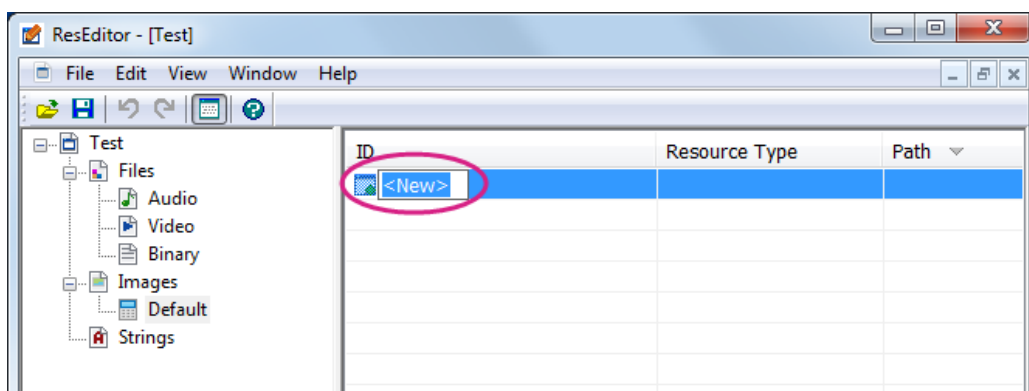 ResEditor - [Test]
File Edit View Window Help
Test
Files
Audio
Video
Binary
Images
Default
Strings
ID Resource Type Path
<New>